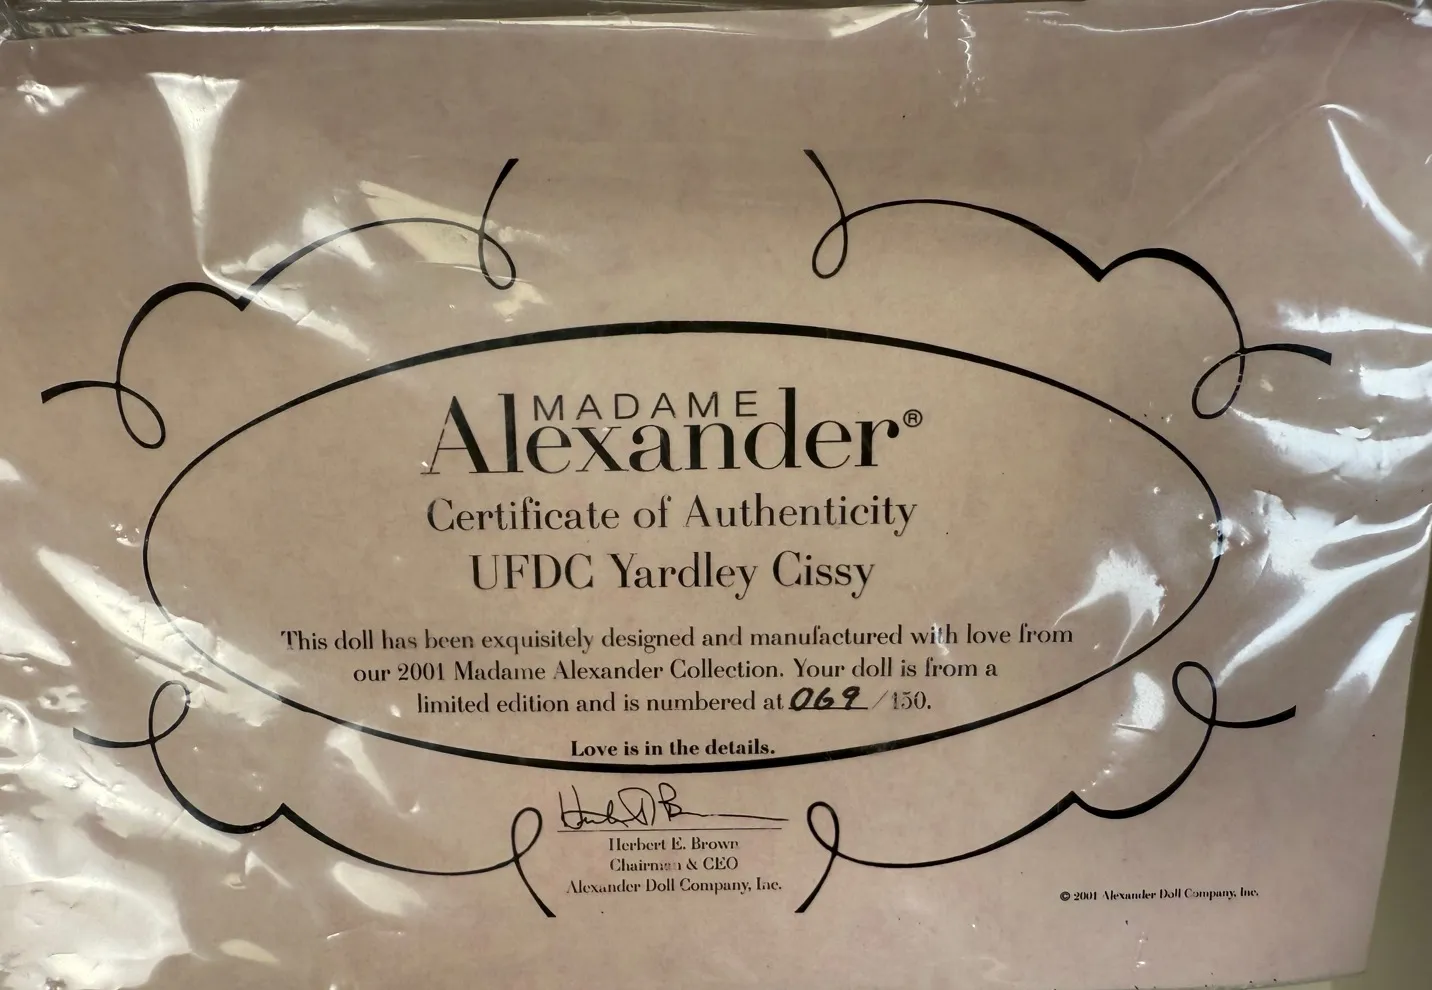 MADAME
Alexander®
Certificate of Authenticity
UFDC Yardley Cissy
This doll has been exquisitely designed and manufactured with love from
our 2001 Madame Alexander Collection. Your doll is from a
limited edition and is numbered at 069 /150.
Love is in the details.
Herbert E. Brown
Chairman & CEO
Alexander Doll Company, Inc.
© 2001 Alexander Doll Company, Inc.